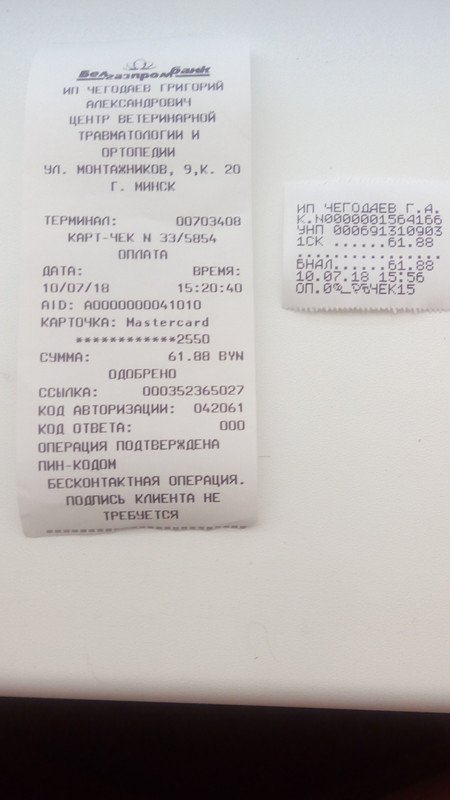 Белгазпромбанк
ИП ЧЕГОДАЕВ ГРИГОРИЙ
АЛЕКСАНДРОВИЧ
ЦЕНТР ВЕТЕРИНАРНОЙ
ТРАВМАТОЛОГИИ И
ОРТОПЕДИИ
УЛ. МОНТАЖНИКОВ, 9,К. 20
Г. МИНСК
ТЕРМИНАЛ: 00703408
КАРТ-ЧЕК N 33/5854
ОПЛАТА
ДАТА: ВРЕМЯ:
10/07/18 15:20:40
AID: A0000000041010
КАРТОЧКА: Mastercard
************2550
СУММА: 61.88 BYN
ОДОБРЕНО
ССЫЛКА: 000352365027
КОД АВТОРИЗАЦИИ: 042061
КОД ОТВЕТА: 000
ОПЕРАЦИЯ ПОДТВЕРЖДЕНА
ПИН-КОДОМ
БЕСКОНТАКТНАЯ ОПЕРАЦИЯ.
ПОДПИСЬ КЛИЕНТА НЕ
ТРЕБУЕТСЯ
ИП ЧЕГОДАЕВ Г.А.
К.N0000001564166
УНП 000691310903
1СК ......61.88
................
БНАЛ......61.88
10.07.18 15:56
ЧЕК15